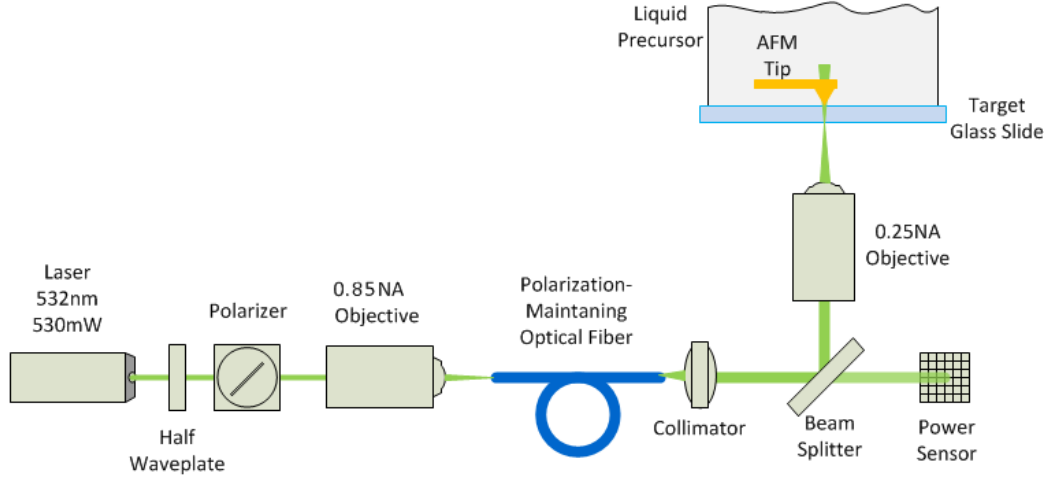 Liquid
Precursor
AFM
Tip
Target
Glass Slide
0.25NA
Objective
Laser
532nm
530mW
Polarizer
0.85NA
Objective
Polarization-
Maintaning
Optical Fiber
Half
Waveplate
Collimator
Beam
Splitter
Power
Sensor